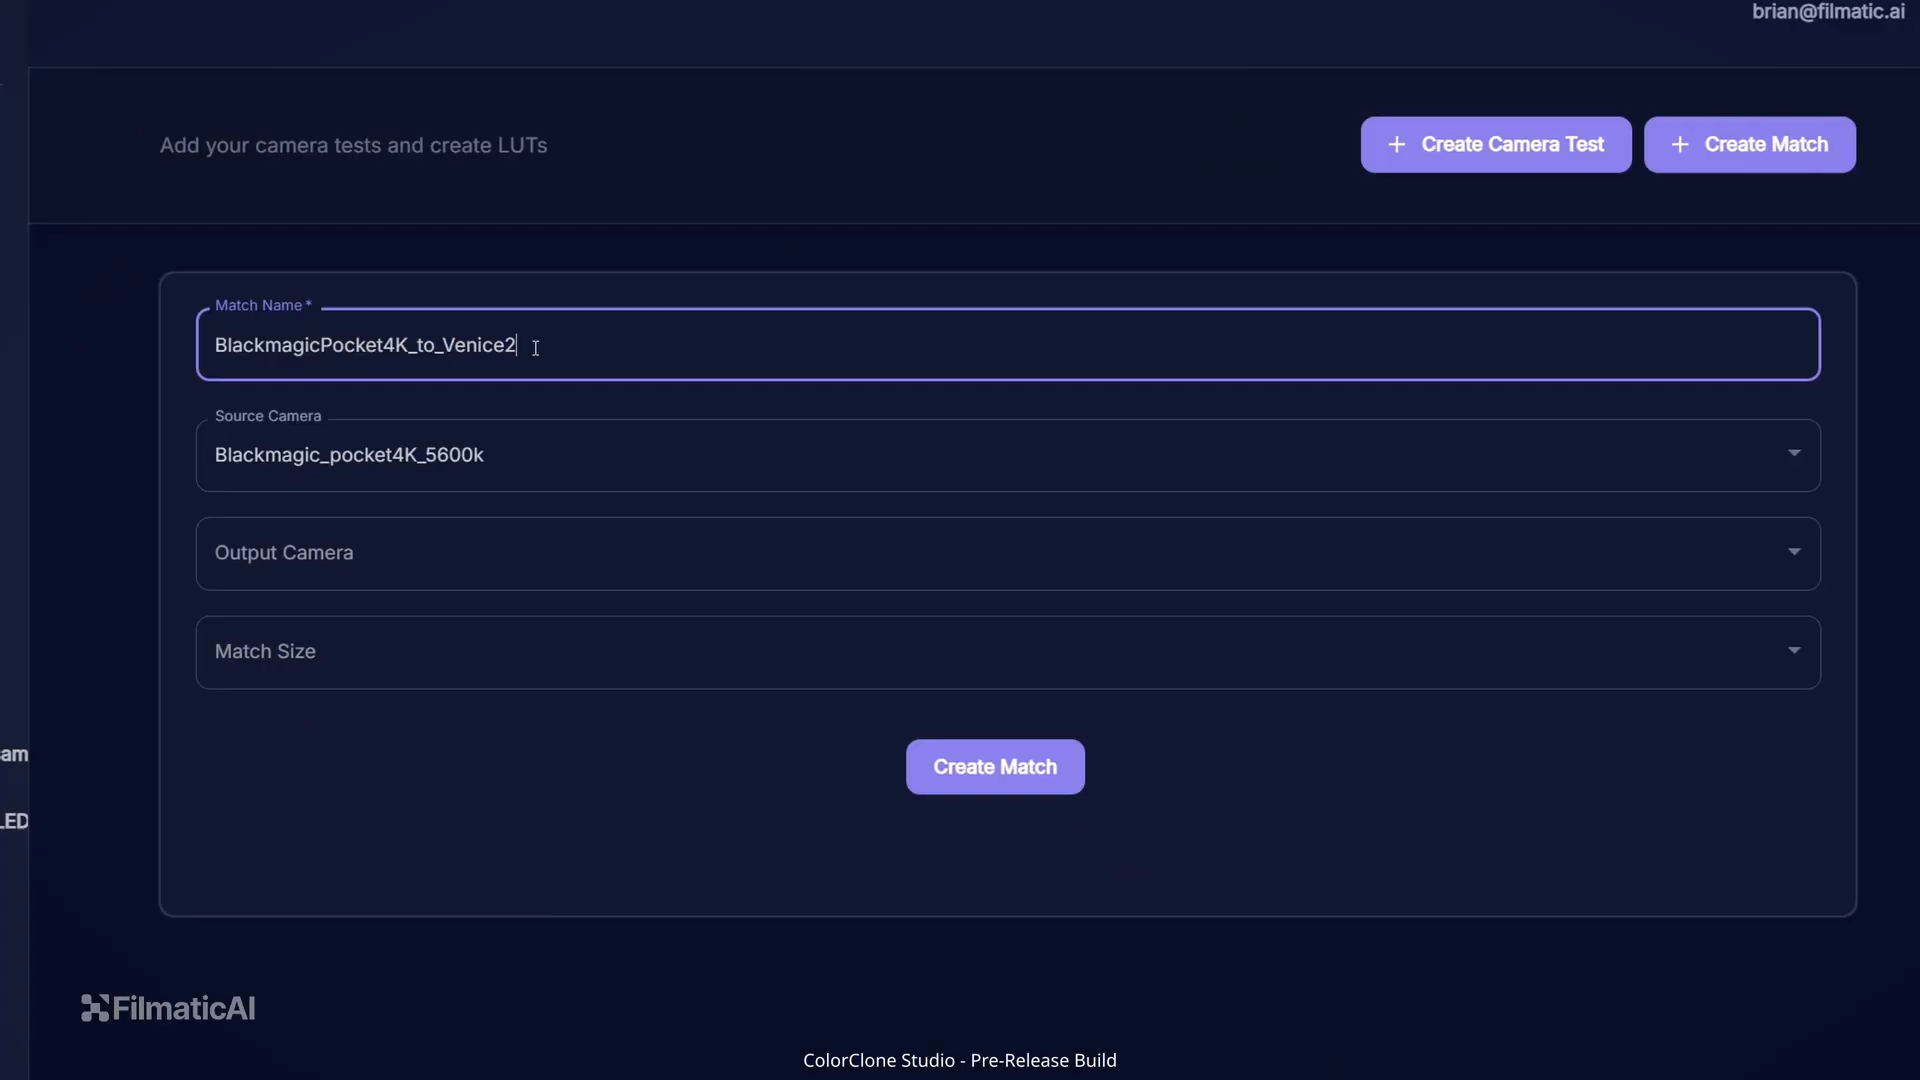 brian@filmatic.ai
Add your camera tests and create LUTs
+ Create Camera Test
+ Create Match
Match Name *
BlackmagicPocket4K_to_Venice2
Source Camera
Blackmagic_pocket4K_5600k
Output Camera
Match Size
Create Match
am
LED
FilmaticAI
ColorClone Studio - Pre-Release Build